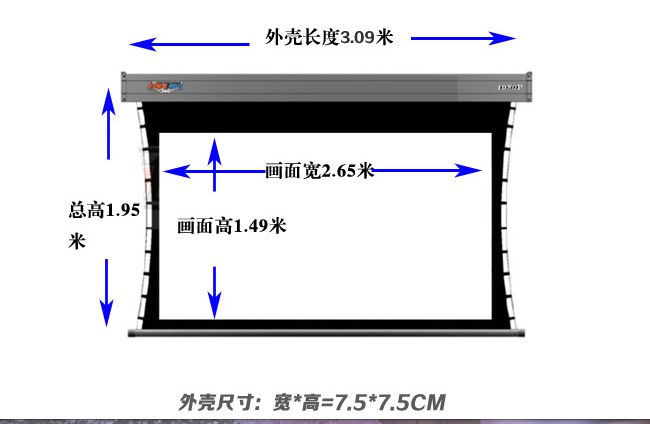 外壳长度3.09米
1080P
画面宽2.65米
总高1.95
米
画面高1.49米
外壳尺寸: 宽*高=7.5*7.5CM